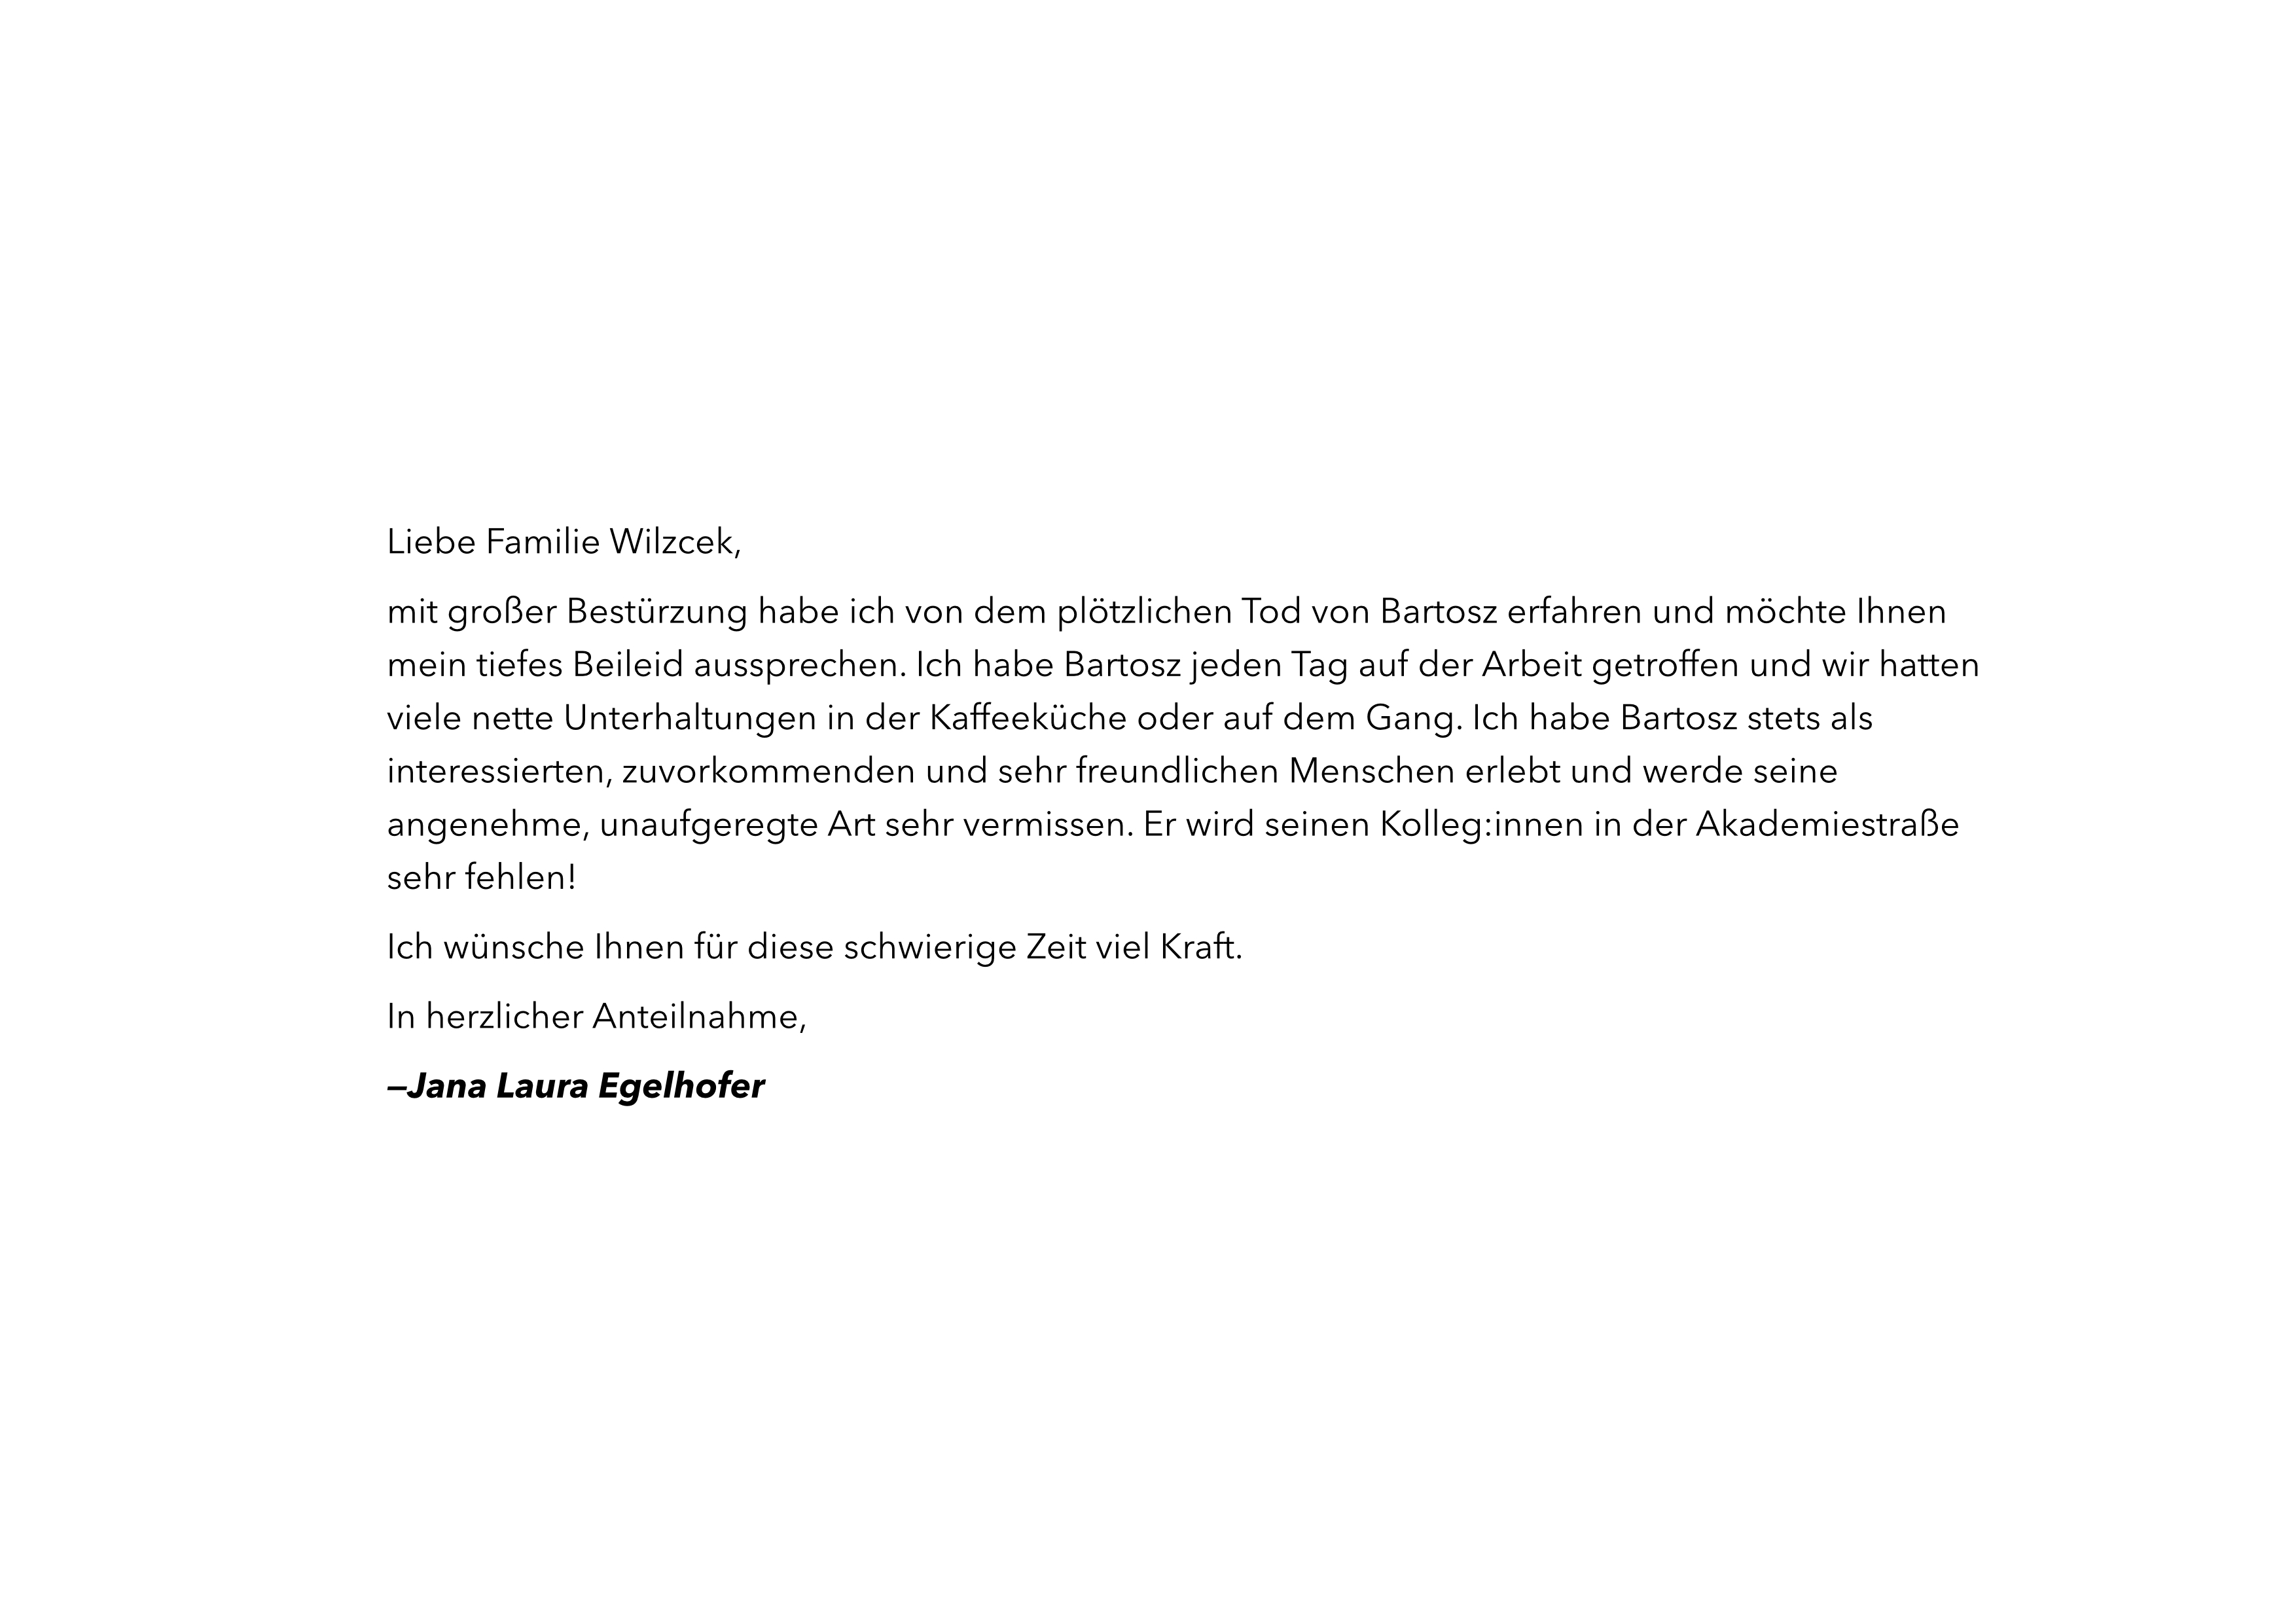 Liebe Familie Wilzcek,
mit großer Bestürzung habe ich von dem plötzlichen Tod von Bartosz erfahren und möchte Ihnen
mein tiefes Beileid aussprechen. Ich habe Bartosz jeden Tag auf der Arbeit getroffen und wir hatten
viele nette Unterhaltungen in der Kaffeeküche oder auf dem Gang. Ich habe Bartosz stets als
interessierten, zuvorkommenden und sehr freundlichen Menschen erlebt und werde seine
angenehme, unaufgeregte Art sehr vermissen. Er wird seinen Kolleg:innen in der Akademiestraße
sehr fehlen!
Ich wünsche Ihnen für diese schwierige Zeit viel Kraft.
In herzlicher Anteilnahme,
—Jana Laura Egelhofer